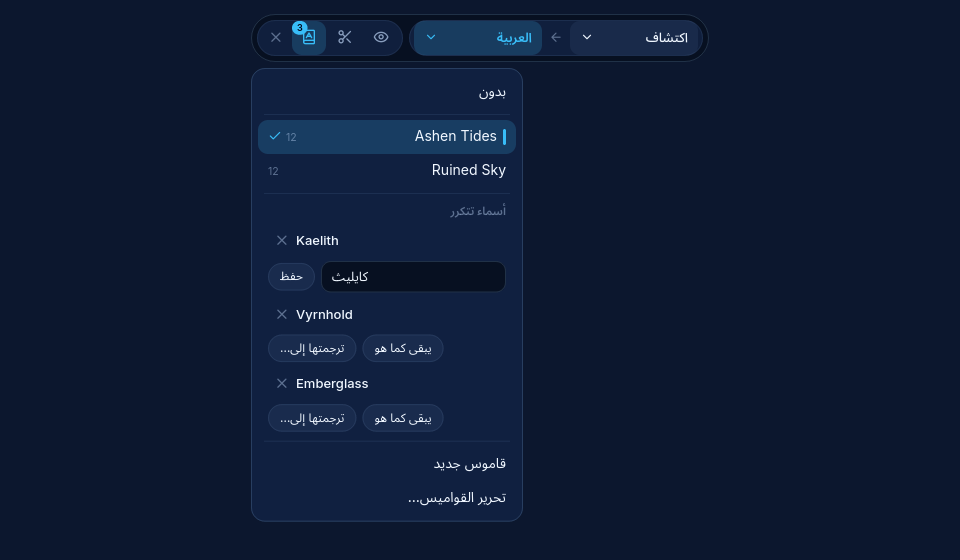 اكتشاف
العربية
3
بدون
Ashen Tides 12
Ruined Sky 12
أسماء تتكرر
Kaelith
كايليث حفظ
Vyrnhold
يبقى كما هو ترجمتها إلى...
Emberglass
يبقى كما هو ترجمتها إلى...
قاموس جديد
تحرير القواميس...